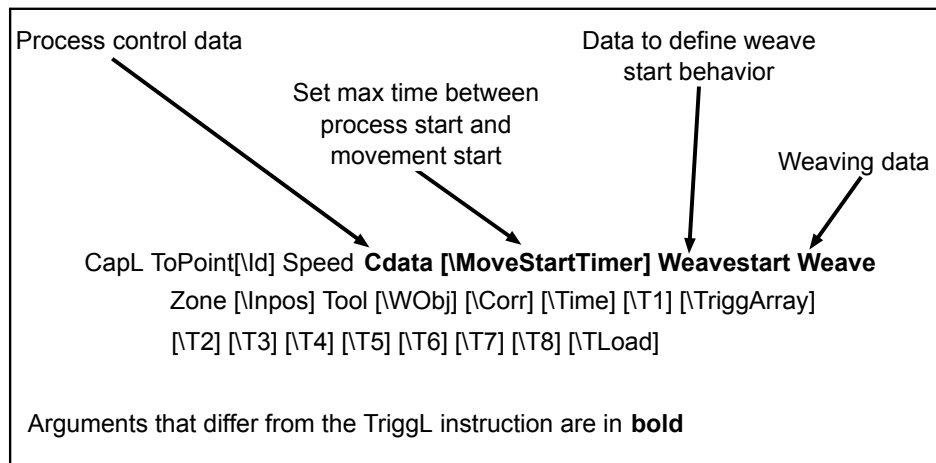 Process control data
Data to define weave
start behavior
Set max time between
process start and
movement start
Weaving data
CapL ToPoint[\Id] Speed Cdata [\MoveStartTimer] Weavestart Weave
Zone [\Inpos] Tool [\WObj] [\Corr] [\Time] [\T1] [\TriggArray]
[\T2] [\T3] [\T4] [\T5] [\T6] [\T7] [\T8] [\TLoad]
Arguments that differ from the TriggL instruction are in bold